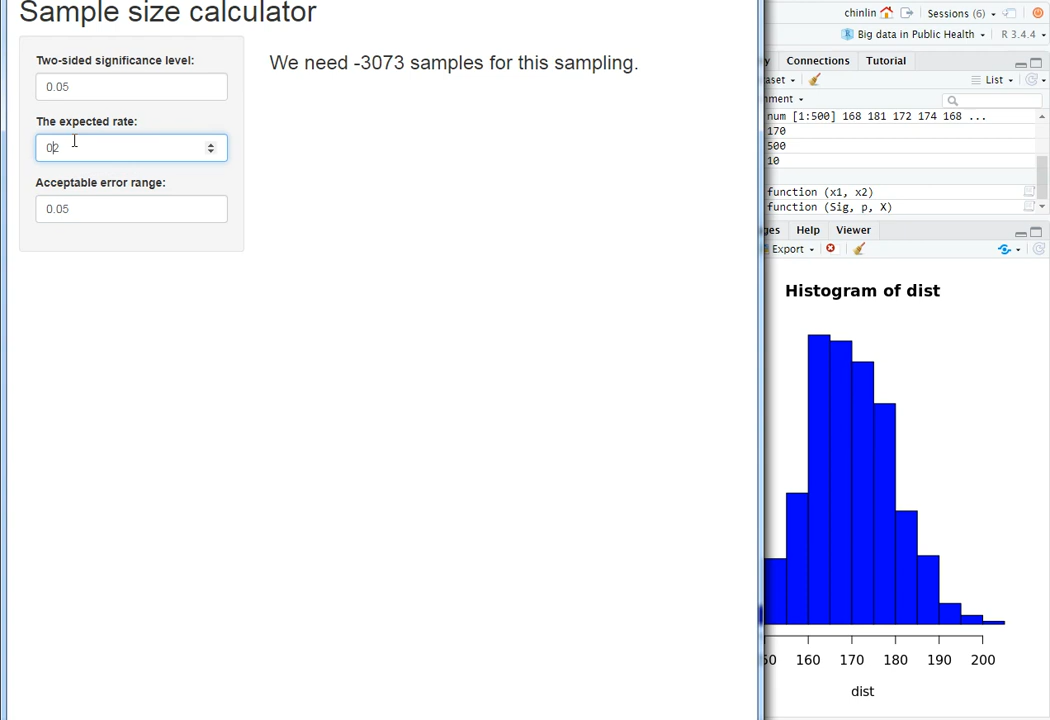 Sample size calculator
Two-sided significance level:
0.05
The expected rate:
02
Acceptable error range:
0.05
We need -3073 samples for this sampling.
chinlin
Sessions (6)
Big data in Public Health
R 3.4.4
Connections
Tutorial
List
num [1:500] 168 181 172 174 168 ...
170
500
10
function (x1, x2)
function (Sig, p, X)
Help
Viewer
Export
Histogram of dist
160 170 180 190 200
dist